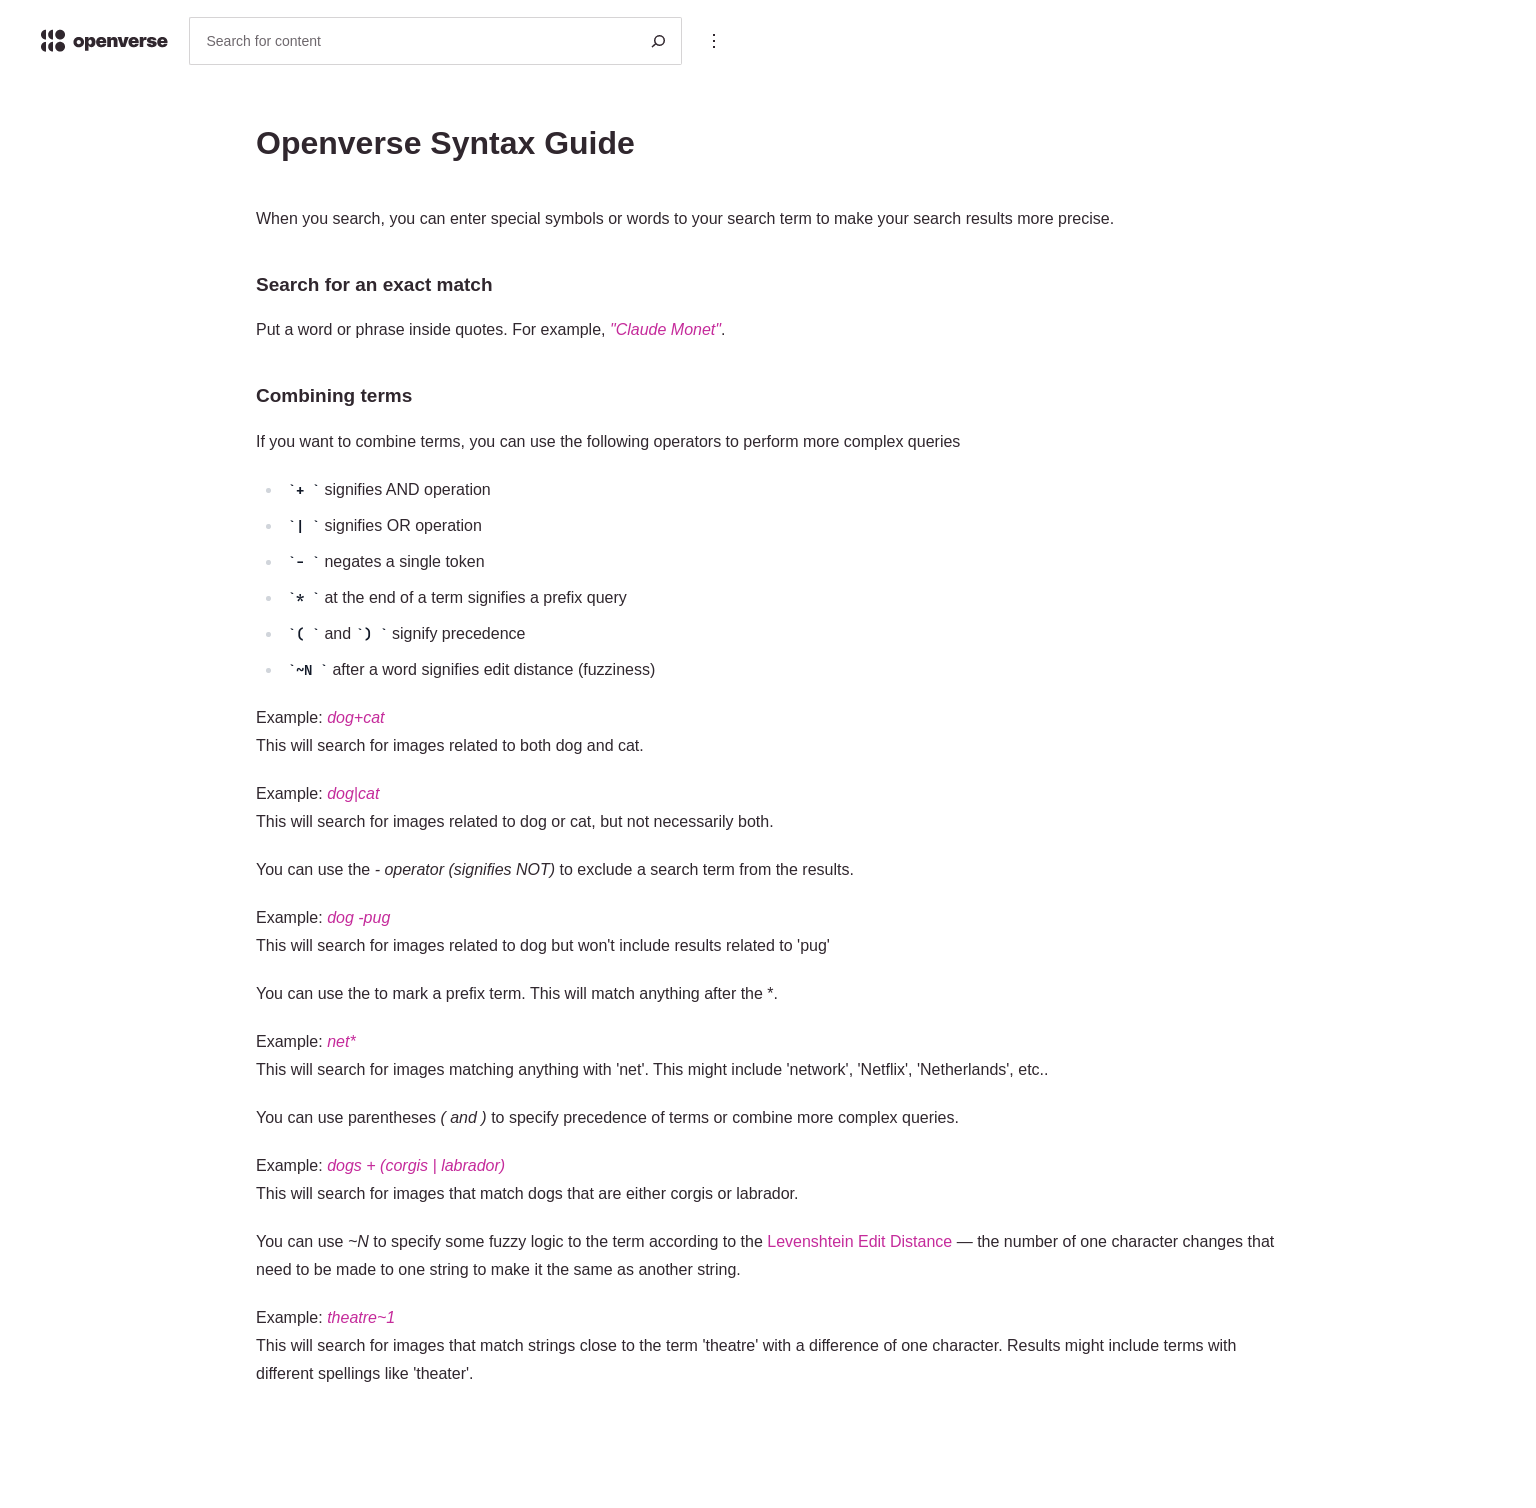 openverse
Search for content
Openverse Syntax Guide
When you search, you can enter special symbols or words to your search term to make your search results more precise.
Search for an exact match
Put a word or phrase inside quotes. For example, "Claude Monet".
Combining terms
If you want to combine terms, you can use the following operators to perform more complex queries
`+ ` signifies AND operation
`| ` signifies OR operation
`- ` negates a single token
`* ` at the end of a term signifies a prefix query
`( ` and `) ` signify precedence
`~N ` after a word signifies edit distance (fuzziness)
Example: dog+cat
This will search for images related to both dog and cat.
Example: dog|cat
This will search for images related to dog or cat, but not necessarily both.
You can use the - operator (signifies NOT) to exclude a search term from the results.
Example: dog -pug
This will search for images related to dog but won't include results related to 'pug'
You can use the to mark a prefix term. This will match anything after the *.
Example: net*
This will search for images matching anything with 'net'. This might include 'network', 'Netflix', 'Netherlands', etc..
You can use parentheses ( and ) to specify precedence of terms or combine more complex queries.
Example: dogs + (corgis | labrador)
This will search for images that match dogs that are either corgis or labrador.
You can use ~N to specify some fuzzy logic to the term according to the Levenshtein Edit Distance — the number of one character changes that
need to be made to one string to make it the same as another string.
Example: theatre~1
This will search for images that match strings close to the term 'theatre' with a difference of one character. Results might include terms with
different spellings like 'theater'.